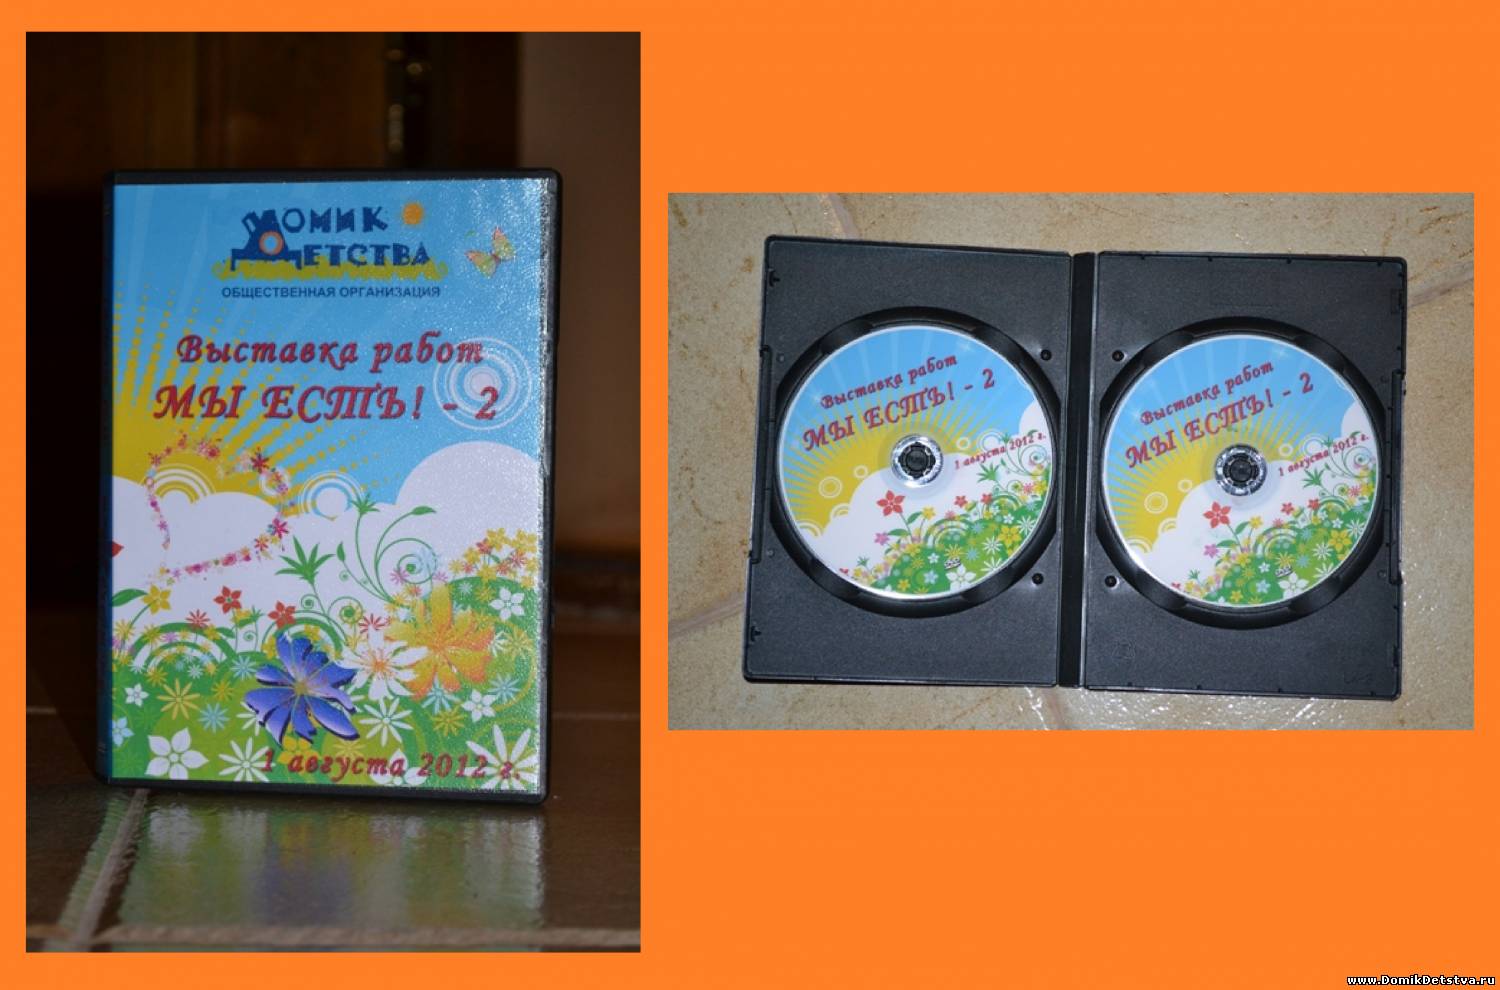 ДОМИК
ДЕТСТВА
ОБЩЕСТВЕННАЯ ОРГАНИЗАЦИЯ
Выставка работ
МЫ ЕСТЬ! - 2
1 августа 2012 г.
Выставка работ
МЫ ЕСТЬ! - 2
1 августа 2012 г.
Выставка работ
МЫ ЕСТЬ! - 2
1 августа 2012 г.
www.DomikDetstva.ru